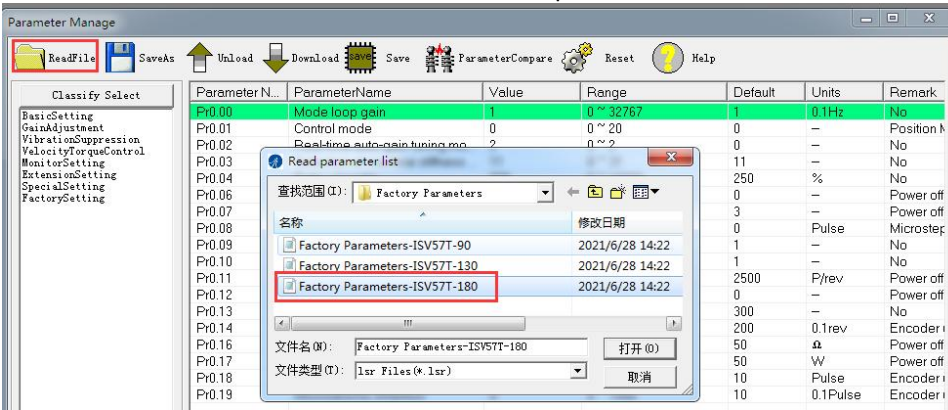 Parameter Manage
ReadFile SaveAs Unload Download save Save ParameterCompare Reset ? Help
Classify Select
BasicSetting
GainAdjustment
VibrationSuppression
VelocityTorqueControl
MonitorSetting
ExtensionSetting
SpecialSetting
FactorySetting
Parameter N... ParameterName Value Range Default Units Remark
Pr0.00 Mode loop gain 1 0 ~ 32767 1 0.1Hz No
Pr0.01 Control mode 0 0 ~ 20 0 – Position
Pr0.02 Real-time auto-gain tuning mo... 2 0 ~ 2 0 – No
Pr0.03 11 – No
Pr0.04 250 % No
Pr0.06 0 – Power off
Pr0.07 3 – Power off
Pr0.08 0 Pulse Microstep
Pr0.09 1 – No
Pr0.10 1 – No
Pr0.11 2500 P/rev Power off
Pr0.12 0 – Power off
Pr0.13 300 – No
Pr0.14 200 0.1rev Encoder
Pr0.16 50 Ω Power off
Pr0.17 50 W Power off
Pr0.18 10 Pulse Encoder
Pr0.19 10 0.1Pulse Encoder
Read parameter list
查找范围(I): Factory Parameters
名称 修改日期
Factory Parameters-ISV57T-90 2021/6/28 14:22
Factory Parameters-ISV57T-130 2021/6/28 14:22
Factory Parameters-ISV57T-180 2021/6/28 14:22
文件名(N): Factory Parameters-ISV57T-180 打开(O)
文件类型(T): lsr Files(*.lsr) 取消